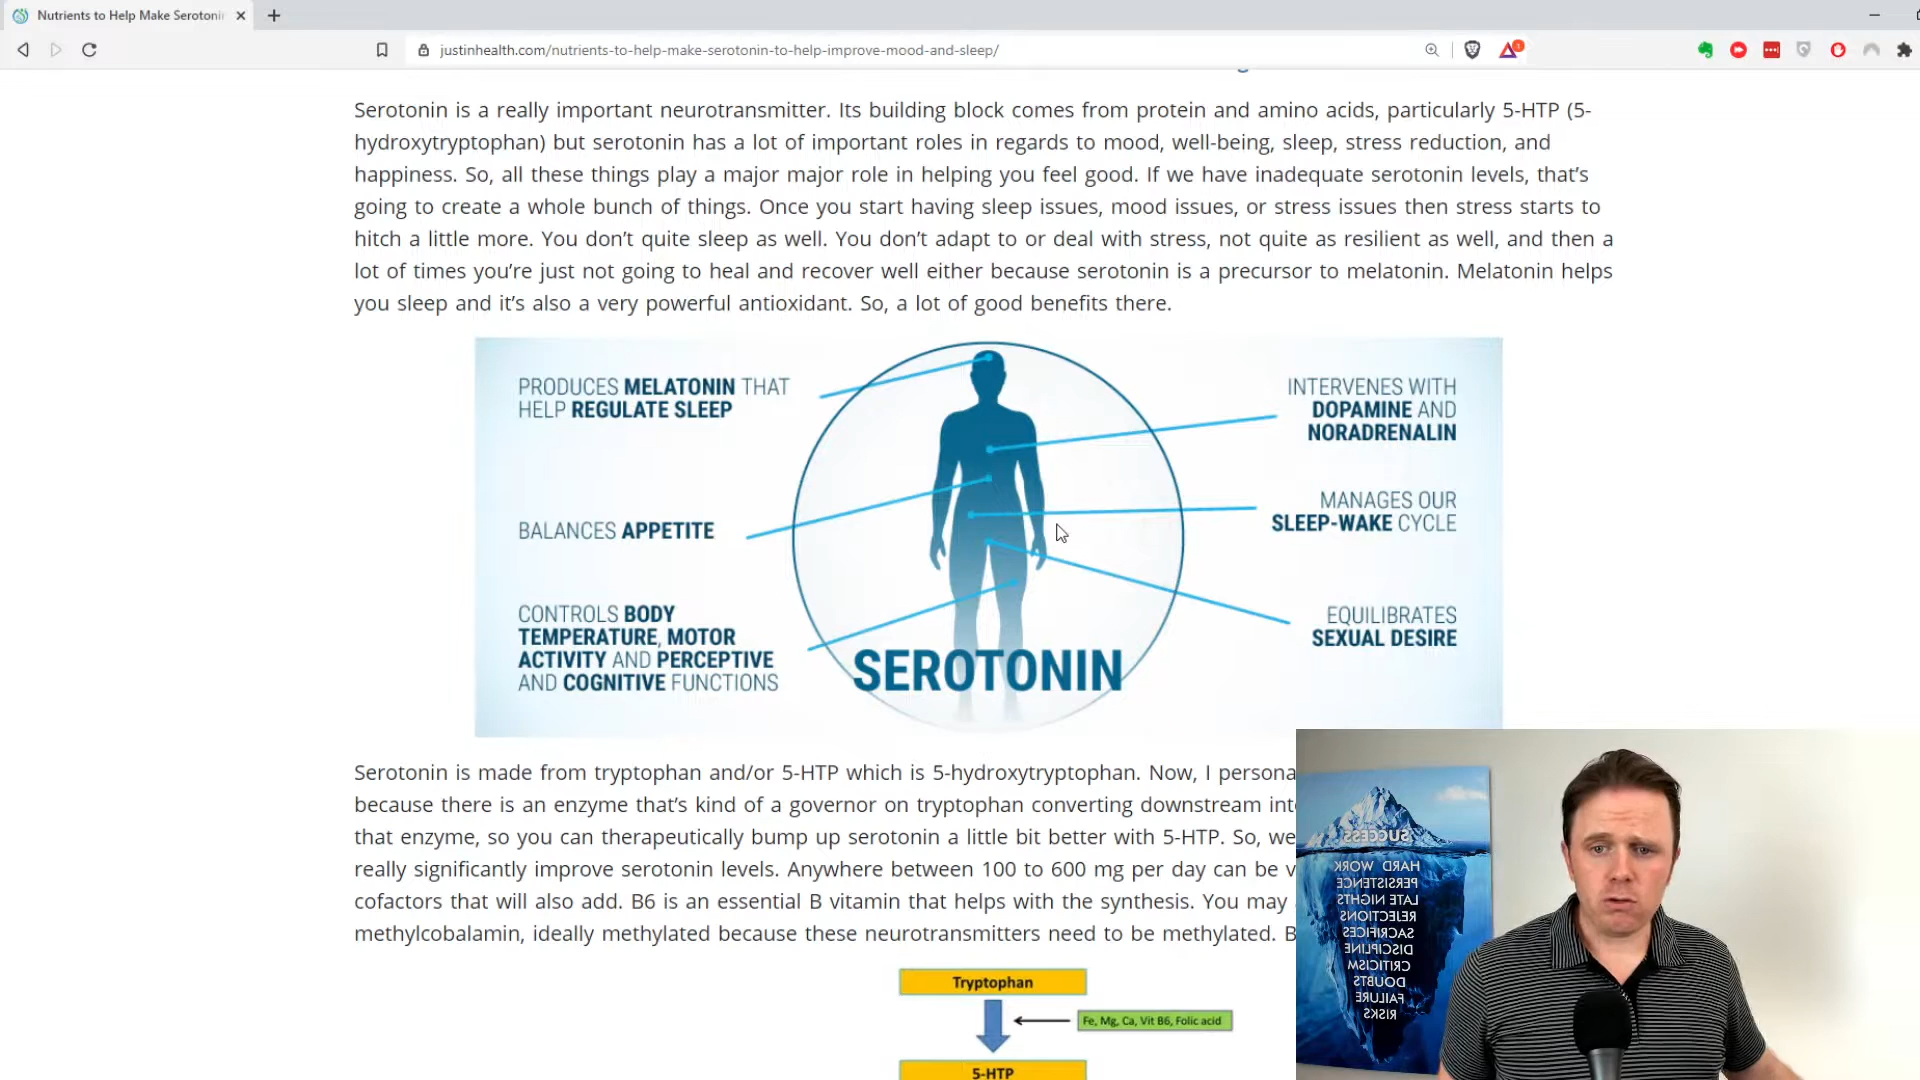 Nutrients to Help Make Serotoni
justinhealth.com/nutrients-to-help-make-serotonin-to-help-improve-mood-and-sleep/
Serotonin is a really important neurotransmitter. Its building block comes from protein and amino acids, particularly 5-HTP (5-
hydroxytryptophan) but serotonin has a lot of important roles in regards to mood, well-being, sleep, stress reduction, and
happiness. So, all these things play a major major role in helping you feel good. If we have inadequate serotonin levels, that's
going to create a whole bunch of things. Once you start having sleep issues, mood issues, or stress issues then stress starts to
hitch a little more. You don't quite sleep as well. You don't adapt to or deal with stress, not quite as resilient as well, and then a
lot of times you're just not going to heal and recover well either because serotonin is a precursor to melatonin. Melatonin helps
you sleep and it's also a very powerful antioxidant. So, a lot of good benefits there.
PRODUCES MELATONIN THAT
HELP REGULATE SLEEP
BALANCES APPETITE
CONTROLS BODY
TEMPERATURE, MOTOR
ACTIVITY AND PERCEPTIVE
AND COGNITIVE FUNCTIONS
INTERVENES WITH
DOPAMINE AND
NORADRENALIN
MANAGES OUR
SLEEP-WAKE CYCLE
EQUILIBRATES
SEXUAL DESIRE
SEROTONIN
Serotonin is made from tryptophan and/or 5-HTP which is 5-hydroxytryptophan. Now, I persona
because there is an enzyme that's kind of a governor on tryptophan converting downstream int
that enzyme, so you can therapeutically bump up serotonin a little bit better with 5-HTP. So, we
really significantly improve serotonin levels. Anywhere between 100 to 600 mg per day can be v
cofactors that will also add. B6 is an essential B vitamin that helps with the synthesis. You may
methylcobalamin, ideally methylated because these neurotransmitters need to be methylated. B
Tryptophan
Fe, Mg, Ca, Vit B6, Folic acid
5-HTP
SUCCESS
HARD WORK
PERSISTENCE
LATE NIGHTS
REJECTIONS
SACRIFICES
DISCIPLINE
CRITICISM
DOUBTS
FAILURE
RISKS